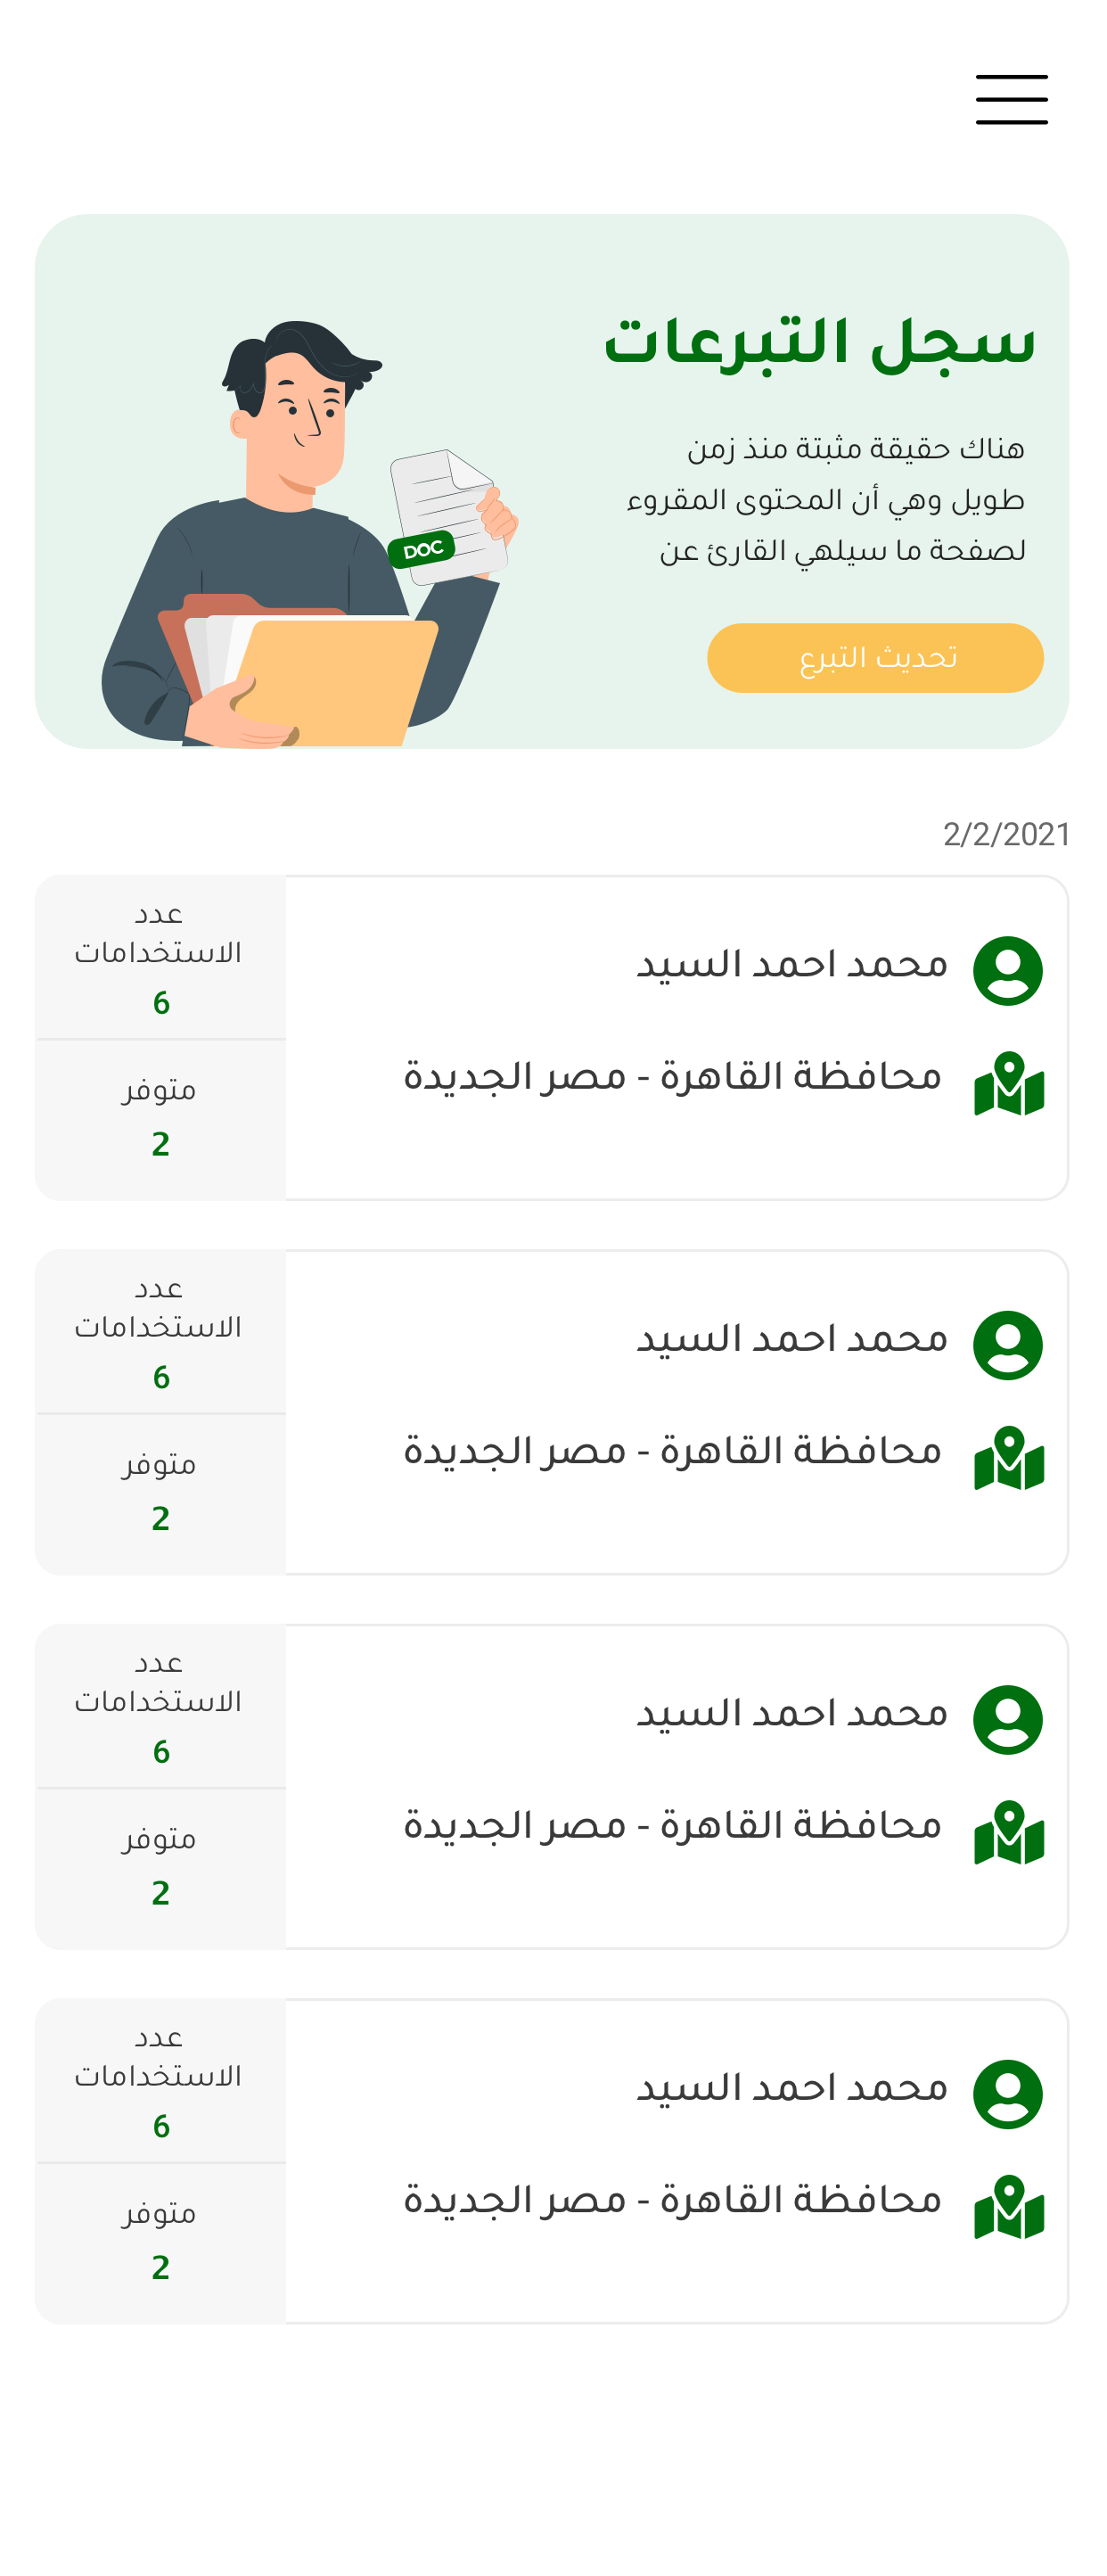 سجل التبرعات
هناك حقيقة مثبتة منذ زمن
طويل وهي أن المحتوى المقروء
لصفحة ما سيلهي القارئ عن
DOC
تحديث التبرع
2/2/2021
محمد احمد السيد
محافظة القاهرة - مصر الجديدة
عدد
الاستخدامات
6
متوفر
2
محمد احمد السيد
محافظة القاهرة - مصر الجديدة
عدد
الاستخدامات
6
متوفر
2
محمد احمد السيد
محافظة القاهرة - مصر الجديدة
عدد
الاستخدامات
6
متوفر
2
محمد احمد السيد
محافظة القاهرة - مصر الجديدة
عدد
الاستخدامات
6
متوفر
2